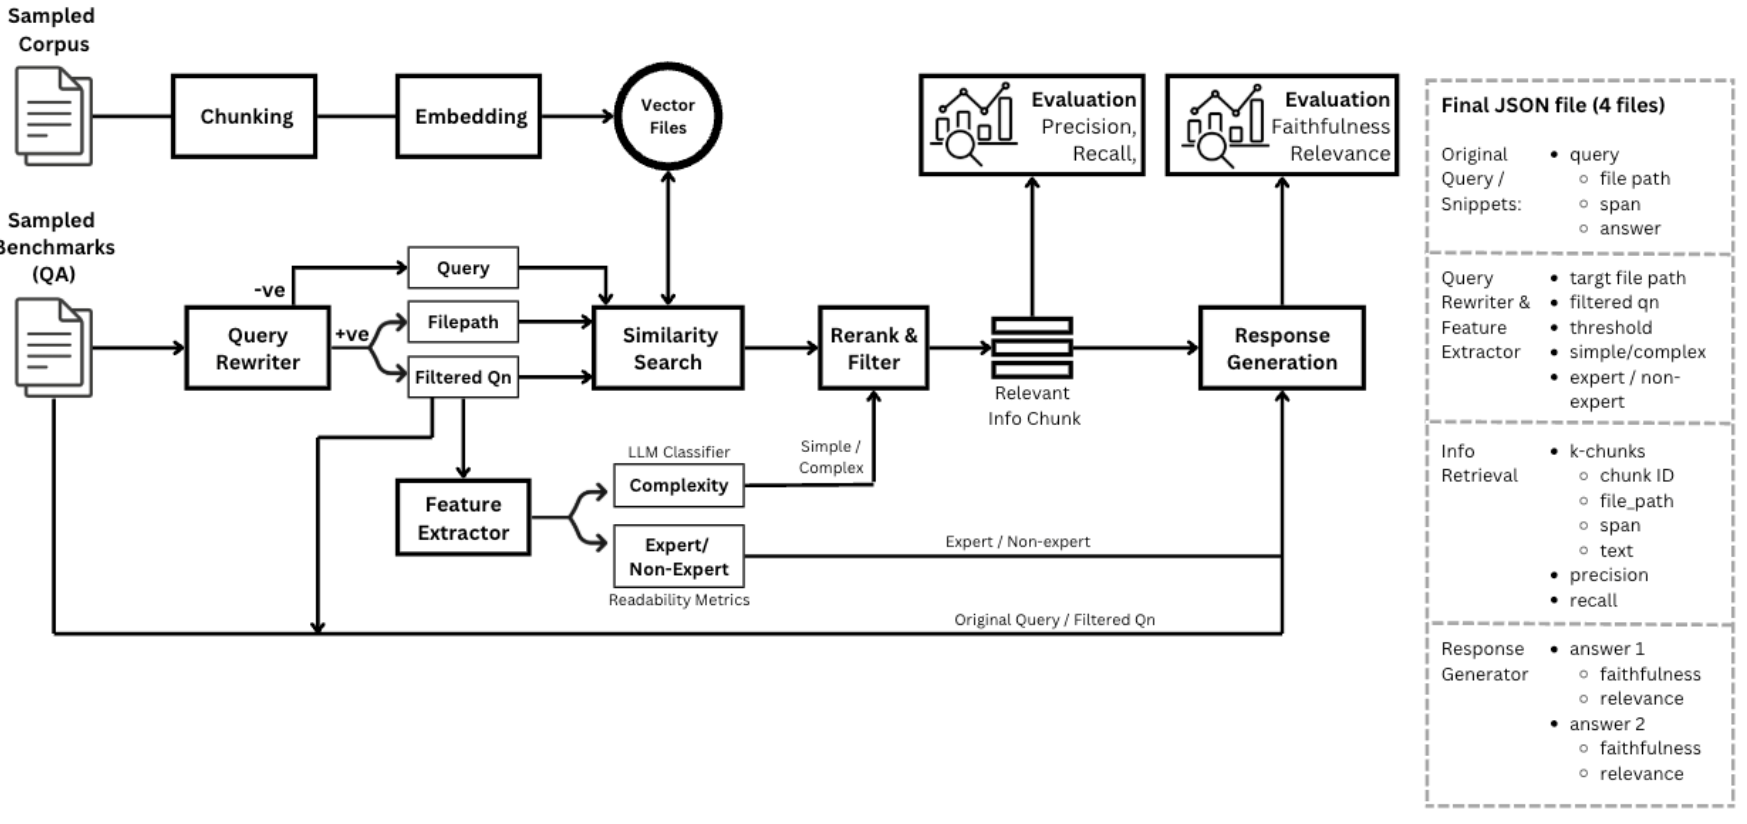 Sampled
Corpus
Chunking
Embedding
Vector
Files
Evaluation
Precision,
Recall,
Evaluation
Faithfulness
Relevance
Sampled
Benchmarks
(QA)
-ve
Query
Rewriter
+ve
Query
Filepath
Filtered Qn
Similarity
Search
Rerank &
Filter
Relevant
Info Chunk
Response
Generation
Feature
Extractor
LLM Classifier
Complexity
Simple /
Complex
Expert/
Non-Expert
Readability Metrics
Expert / Non-expert
Original Query / Filtered Qn
Final JSON file (4 files)
Original
Query /
Snippets:
• query
○ file path
○ span
○ answer
Query
Rewriter &
Feature
Extractor
• targt file path
• filtered qn
• threshold
• simple/complex
• expert / non-
expert
Info
Retrieval
• k-chunks
○ chunk ID
○ file_path
○ span
○ text
• precision
• recall
Response
Generator
• answer 1
○ faithfulness
○ relevance
• answer 2
○ faithfulness
○ relevance